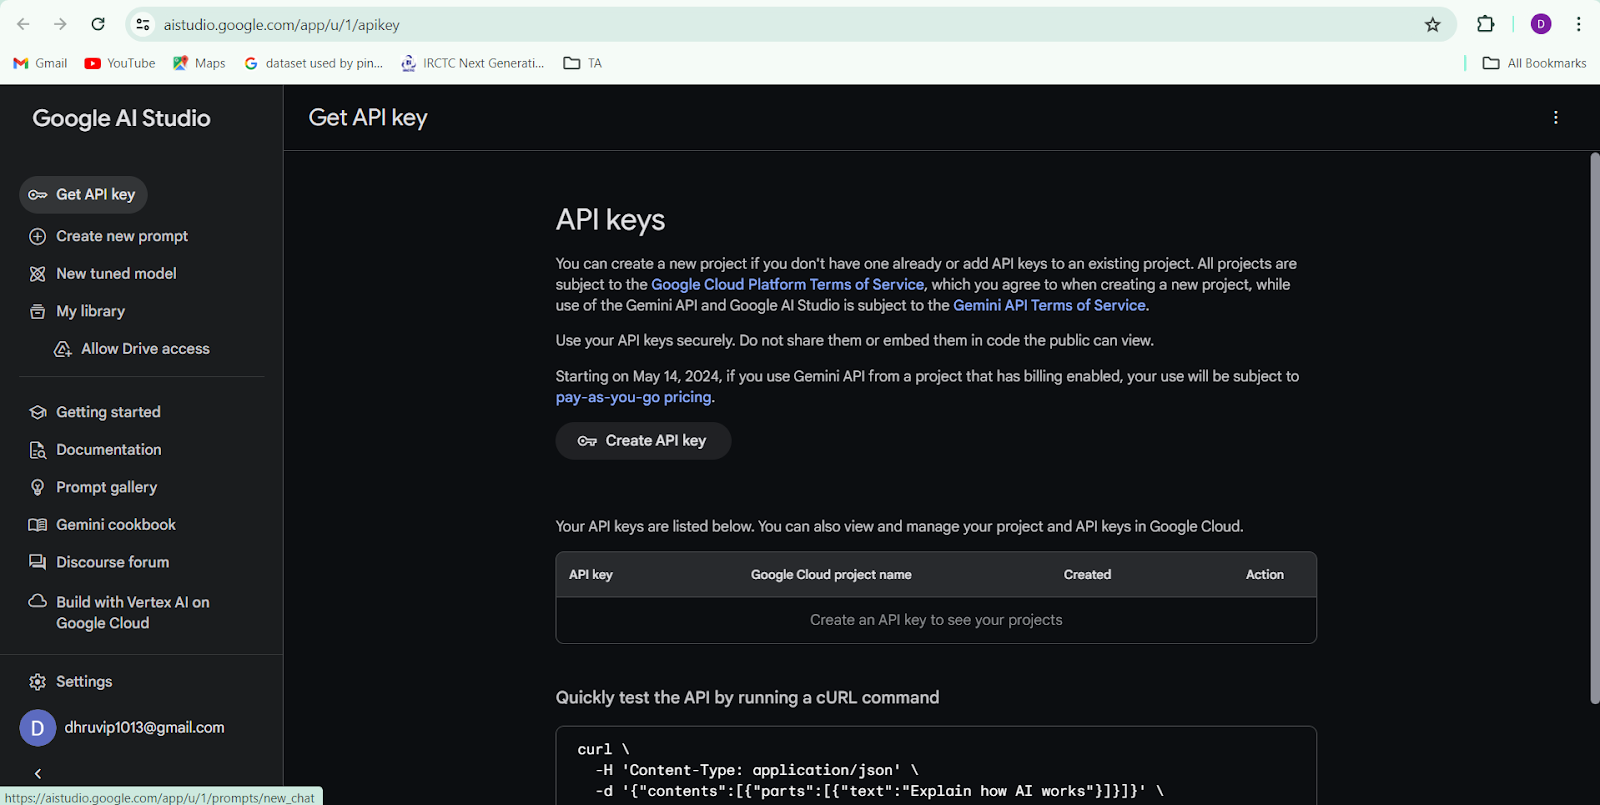 aistudio.google.com/app/u/1/apikey
D
Gmail
YouTube
Maps
dataset used by pin...
IRCTC Next Generati...
TA
All Bookmarks
Google AI Studio
Get API key
Get API key
Create new prompt
New tuned model
My library
Allow Drive access
Getting started
Documentation
Prompt gallery
Gemini cookbook
Discourse forum
Build with Vertex AI on
Google Cloud
Settings
D
dhruvip1013@gmail.com
https://aistudio.google.com/app/u/1/prompts/new_chat
API keys
You can create a new project if you don't have one already or add API keys to an existing project. All projects are
subject to the Google Cloud Platform Terms of Service, which you agree to when creating a new project, while
use of the Gemini API and Google AI Studio is subject to the Gemini API Terms of Service.
Use your API keys securely. Do not share them or embed them in code the public can view.
Starting on May 14, 2024, if you use Gemini API from a project that has billing enabled, your use will be subject to
pay-as-you-go pricing.
Create API key
Your API keys are listed below. You can also view and manage your project and API keys in Google Cloud.
API key Google Cloud project name Created Action
Create an API key to see your projects
Quickly test the API by running a cURL command
curl \
-H 'Content-Type: application/json' \
-d '{"contents":[{"parts":[{"text":"Explain how AI works"}]}]}' \